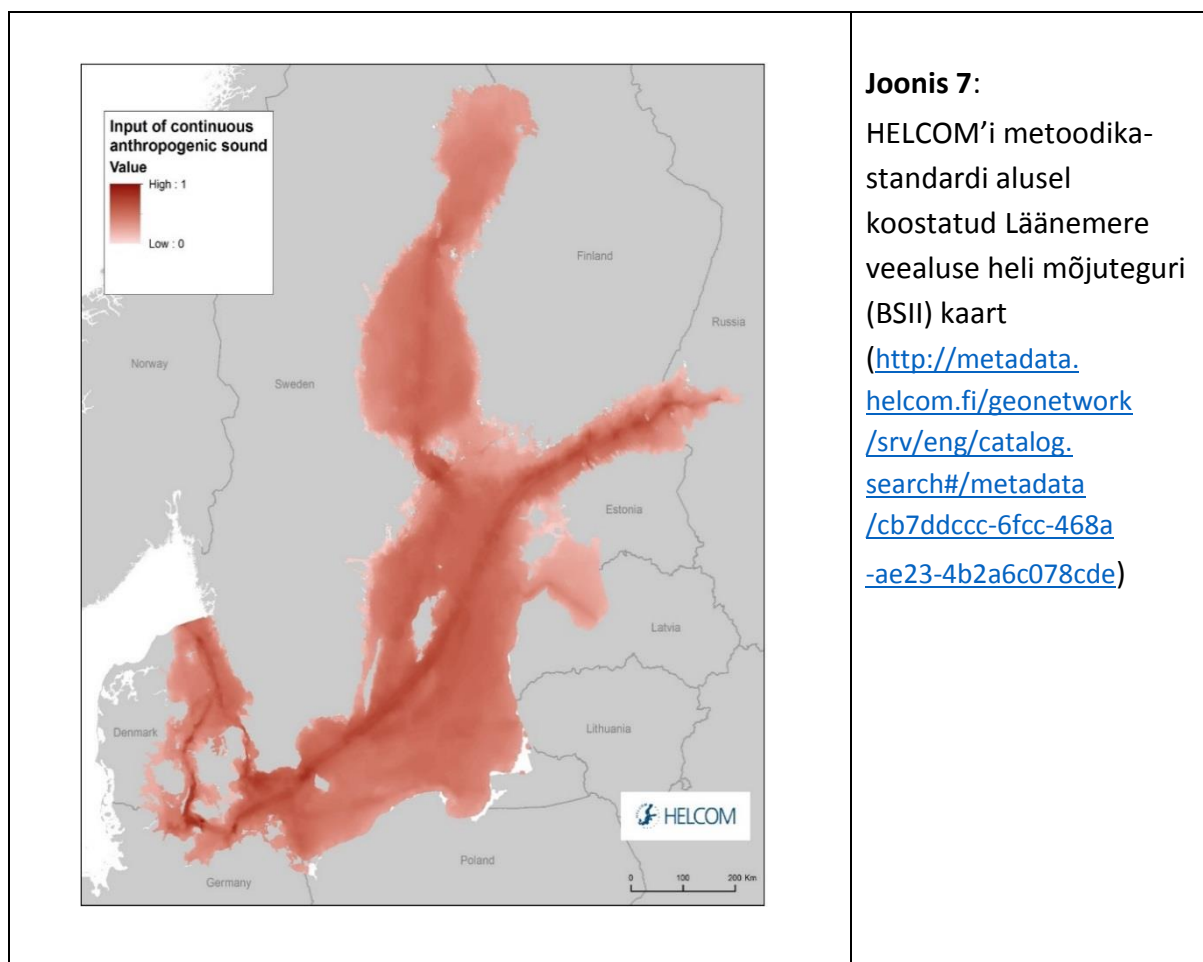 Input of continuous
anthropogenic sound
Value
High : 1
Low : 0
Finland
Russia
Norway
Sweden
Estonia
Latvia
Denmark
Lithuania
HELCOM
Poland
Germany
0 100 200 Km
Joonis 7:
HELCOM’i metoodika-
standardi alusel
koostatud Läänemere
veealuse heli mõjuteguri
(BSII) kaart
(http://metadata.
helcom.fi/geonetwork
/srv/eng/catalog.
search#/metadata
/cb7ddccc-6fcc-468a
-ae23-4b2a6c078cde)